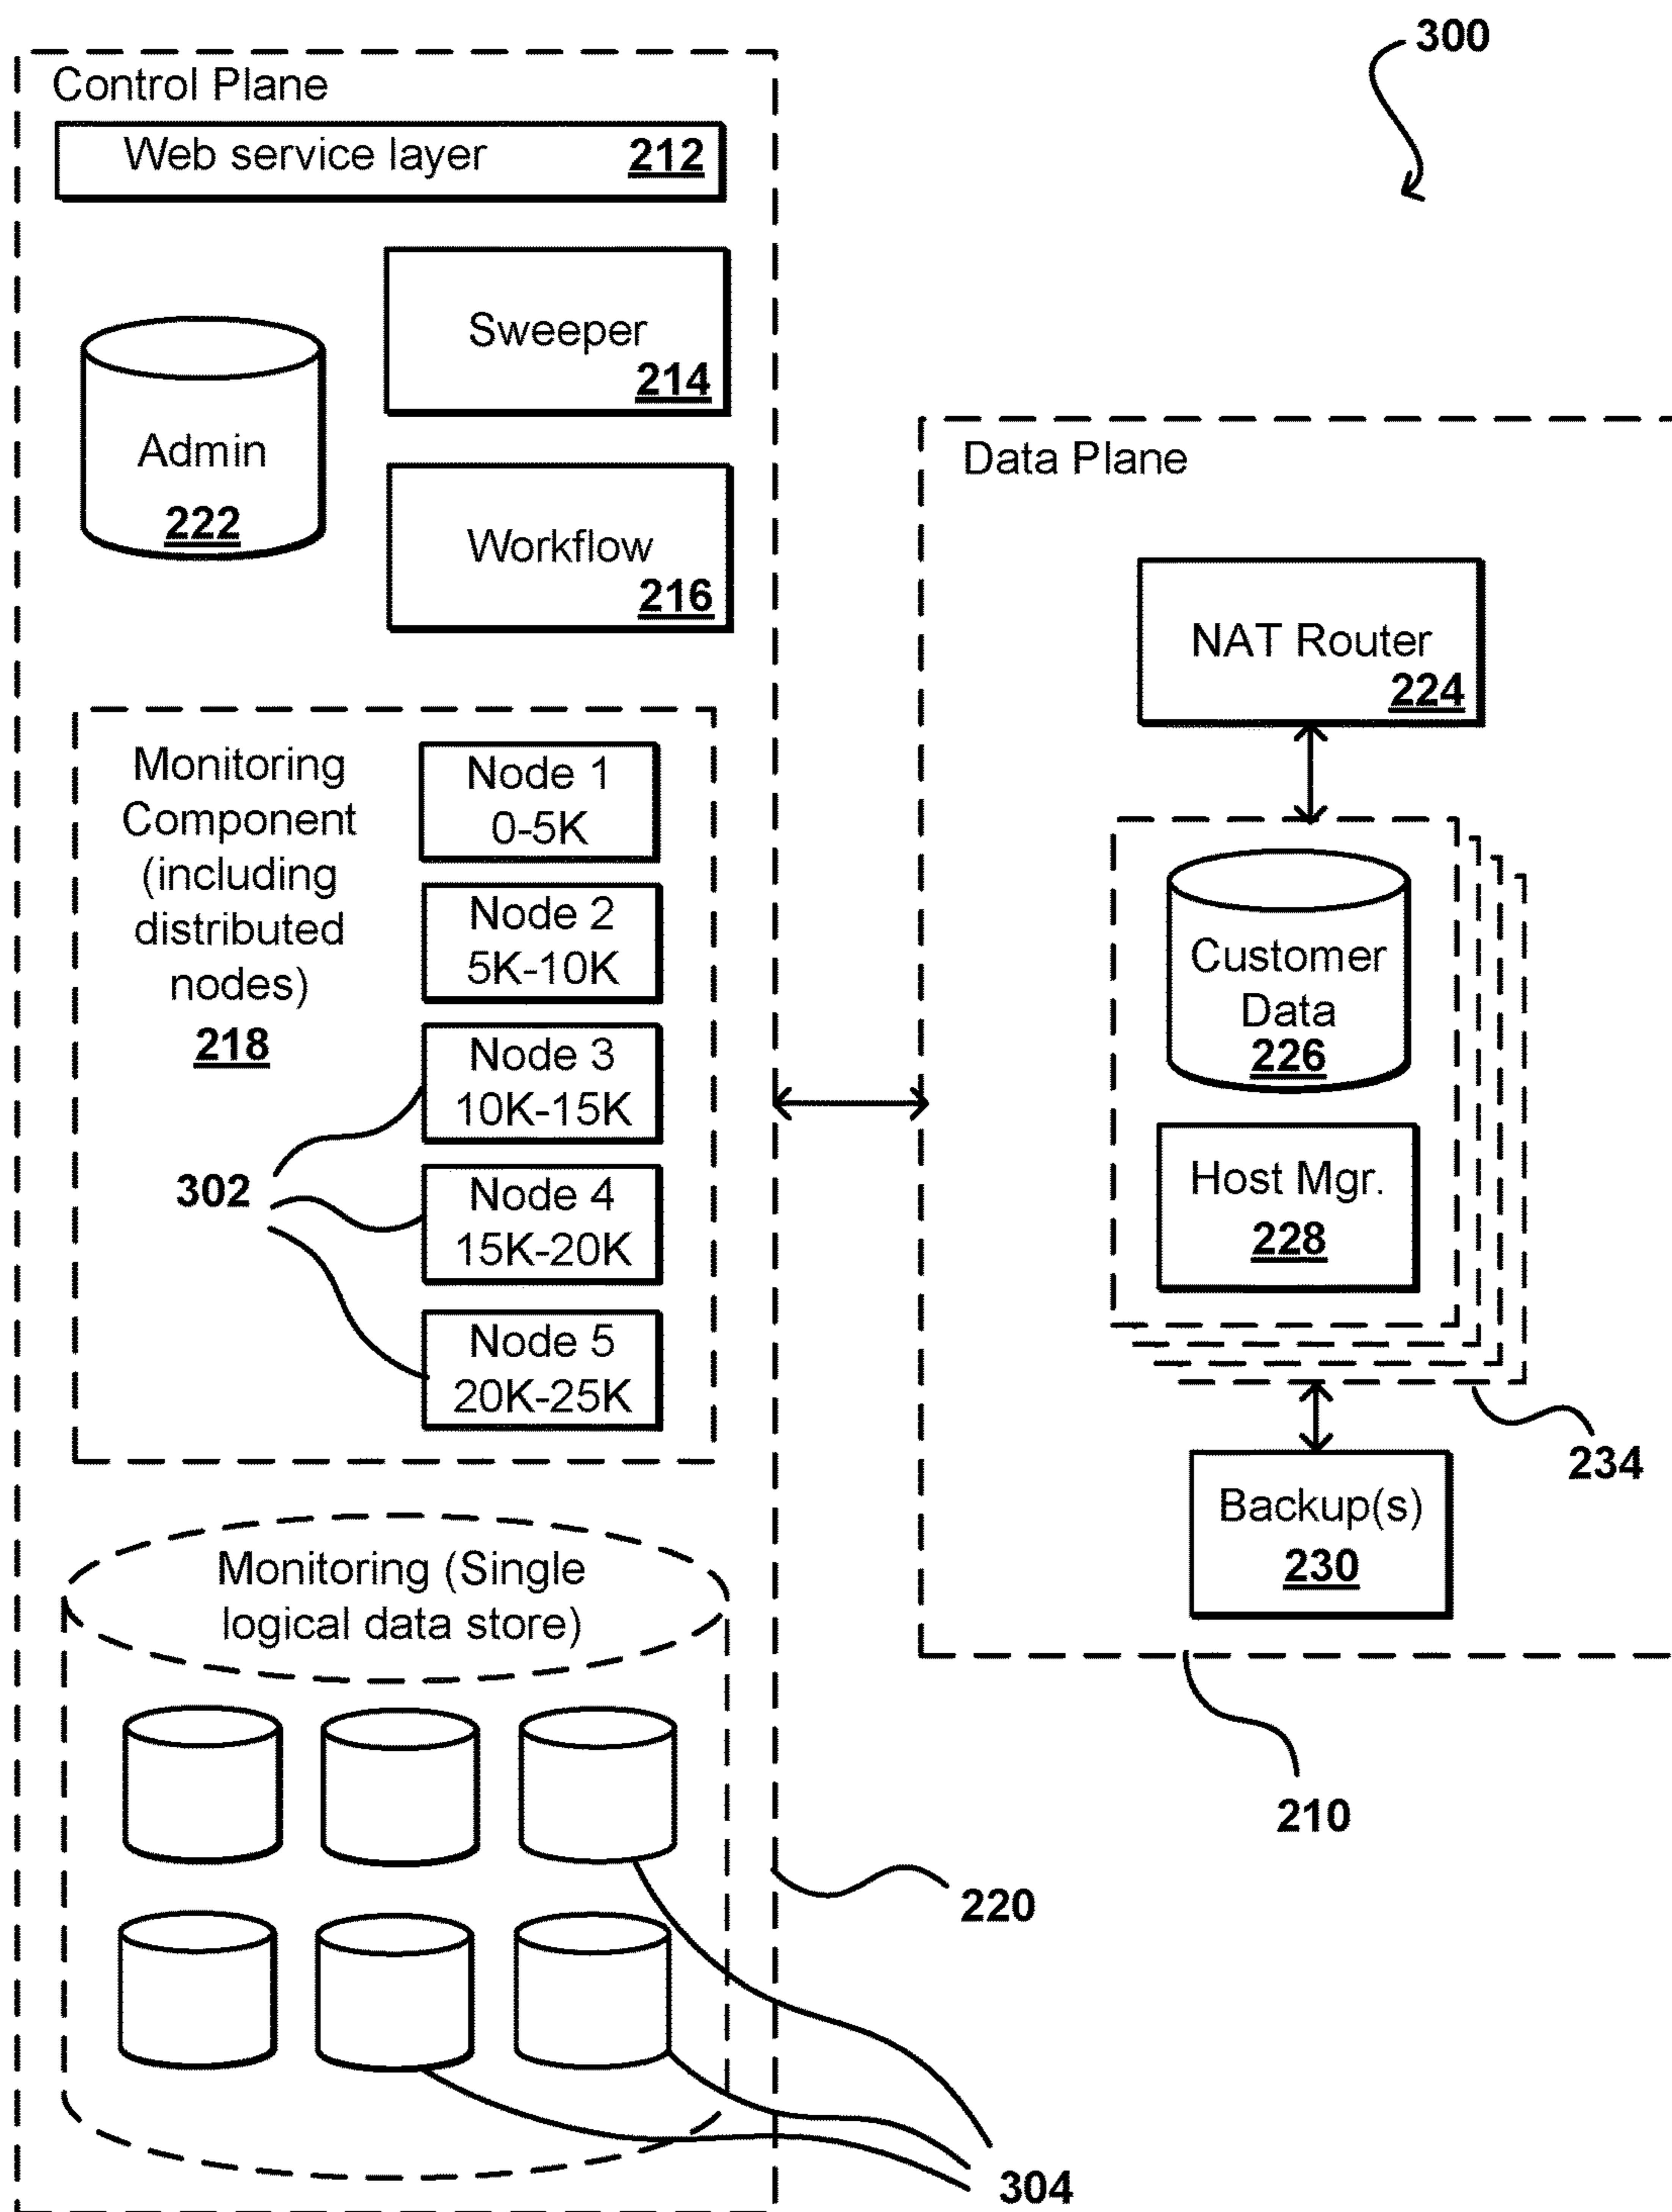 300
Control Plane
Web service layer 212
Sweeper
214
Admin
222
Workflow
216
Monitoring
Component
(including
distributed
nodes)
218
Node 1
0-5K
Node 2
5K-10K
Node 3
10K-15K
Node 4
15K-20K
Node 5
20K-25K
302
Monitoring (Single
logical data store)
220
304
Data Plane
NAT Router
224
Customer
Data
226
Host Mgr.
228
234
Backup(s)
230
210